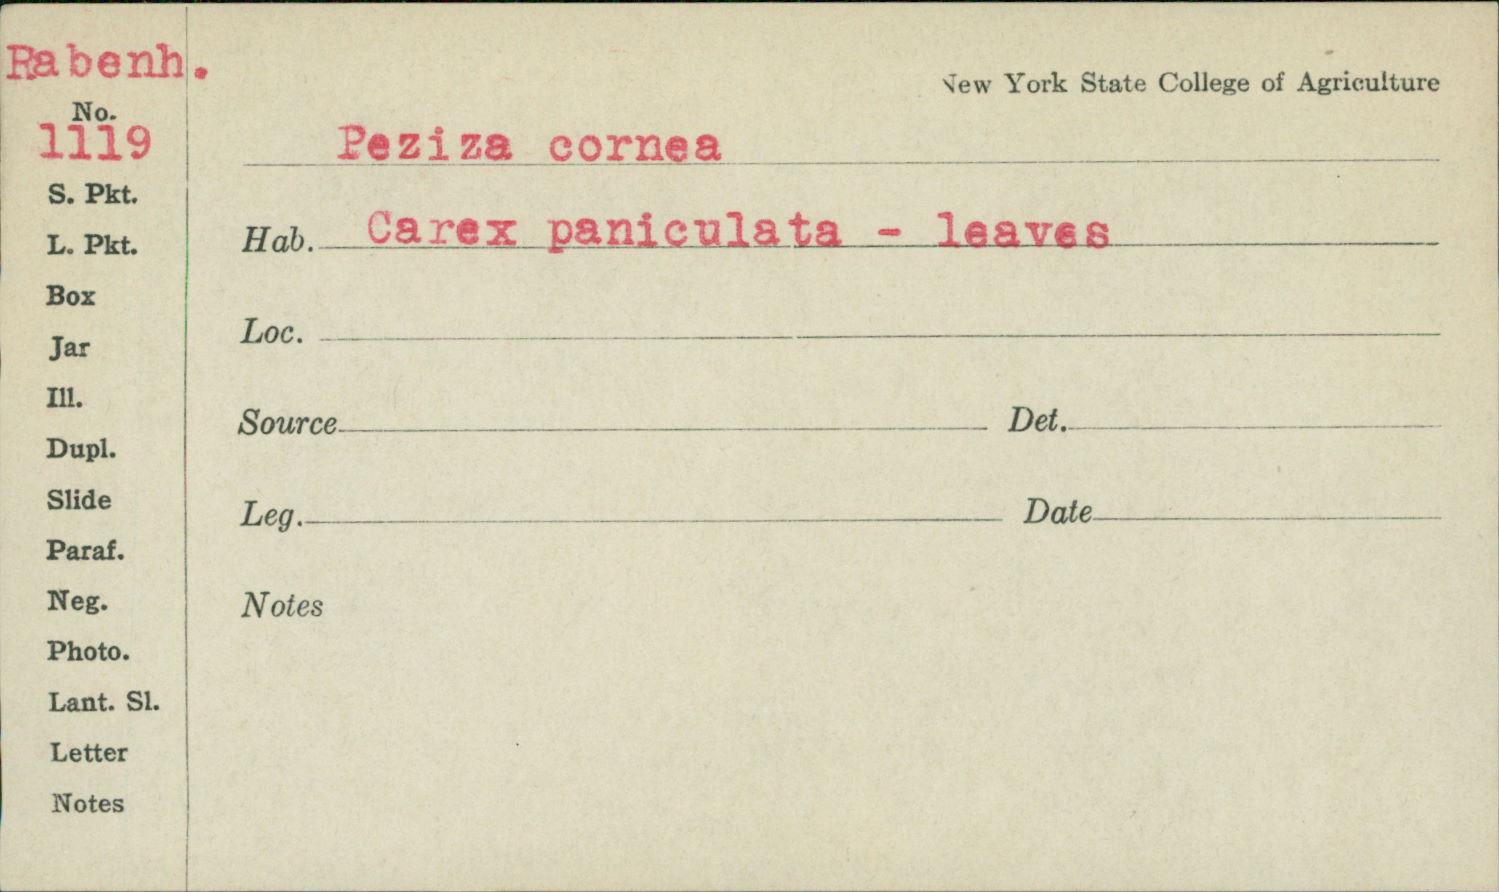 Rabenh.
New York State College of Agriculture
No.
1119
Peziza cornea
S. Pkt.
Hab. Carex paniculata - leaves
L. Pkt.
Box
Loc.
Jar
Ill.
Source Det.
Dupl.
Slide
Leg. Date
Paraf.
Neg.
Notes
Photo.
Lant. Sl.
Letter
Notes